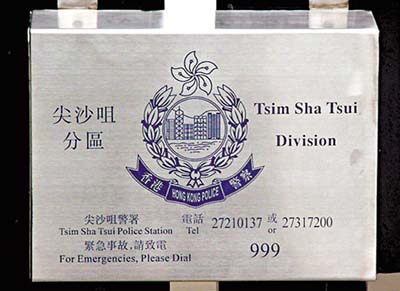 尖沙咀
分區
Tsim Sha Tsui
Division
香港 HONG KONG POLICE 警察
尖沙咀警署 電話 27210137 或 27317200
Tsim Sha Tsui Police Station Tel or
緊急事故,請致電
For Emergencies, Please Dial 999